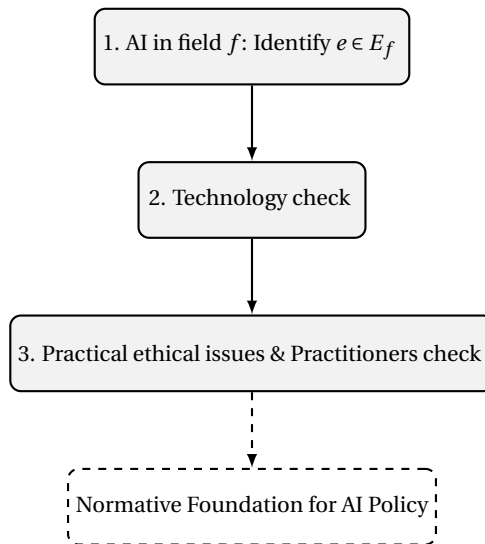 1. AI in field f: Identify e ∈ E_f
2. Technology check
3. Practical ethical issues & Practitioners check
Normative Foundation for AI Policy